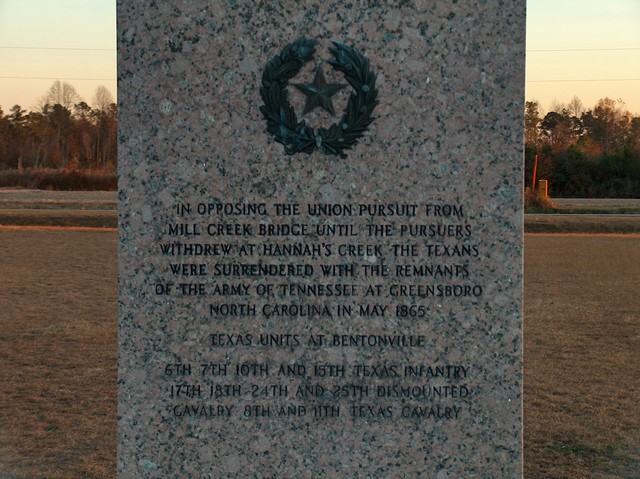 IN OPPOSING THE UNION PURSUIT FROM
MILL CREEK BRIDGE UNTIL THE PURSUERS
WITHDREW AT HANNAH'S CREEK THE TEXANS
WERE SURRENDERED WITH THE REMNANTS
OF THE ARMY OF TENNESSEE AT GREENSBORO
NORTH CAROLINA IN MAY 1865
TEXAS UNITS AT BENTONVILLE
6TH 7TH 10TH AND 15TH TEXAS INFANTRY
17TH 18TH 24TH AND 25TH DISMOUNTED
CAVALRY 8TH AND 11TH TEXAS CAVALRY